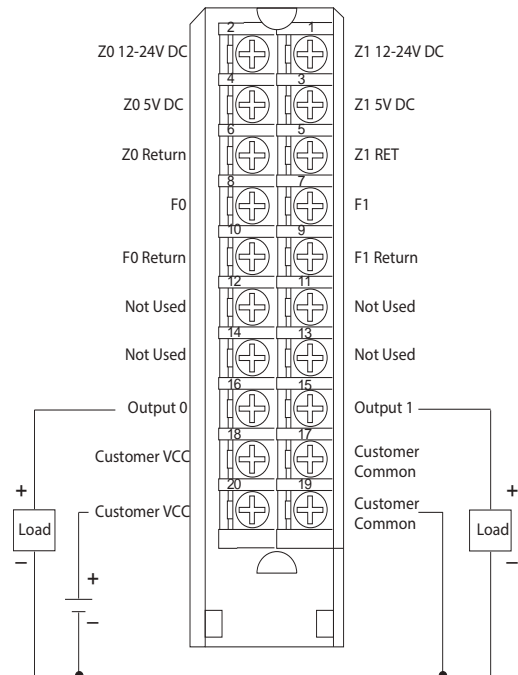 2 1
Z0 12-24V DC Z1 12-24V DC
4 3
Z0 5V DC Z1 5V DC
6 5
Z0 Return Z1 RET
8 7
F0 F1
10 9
F0 Return F1 Return
12 11
Not Used Not Used
14 13
Not Used Not Used
16 15
Output 0 Output 1
18 17
Customer VCC Customer
Common
20 19
Customer VCC Customer
Common
+ +
Load Load
– –
+
–